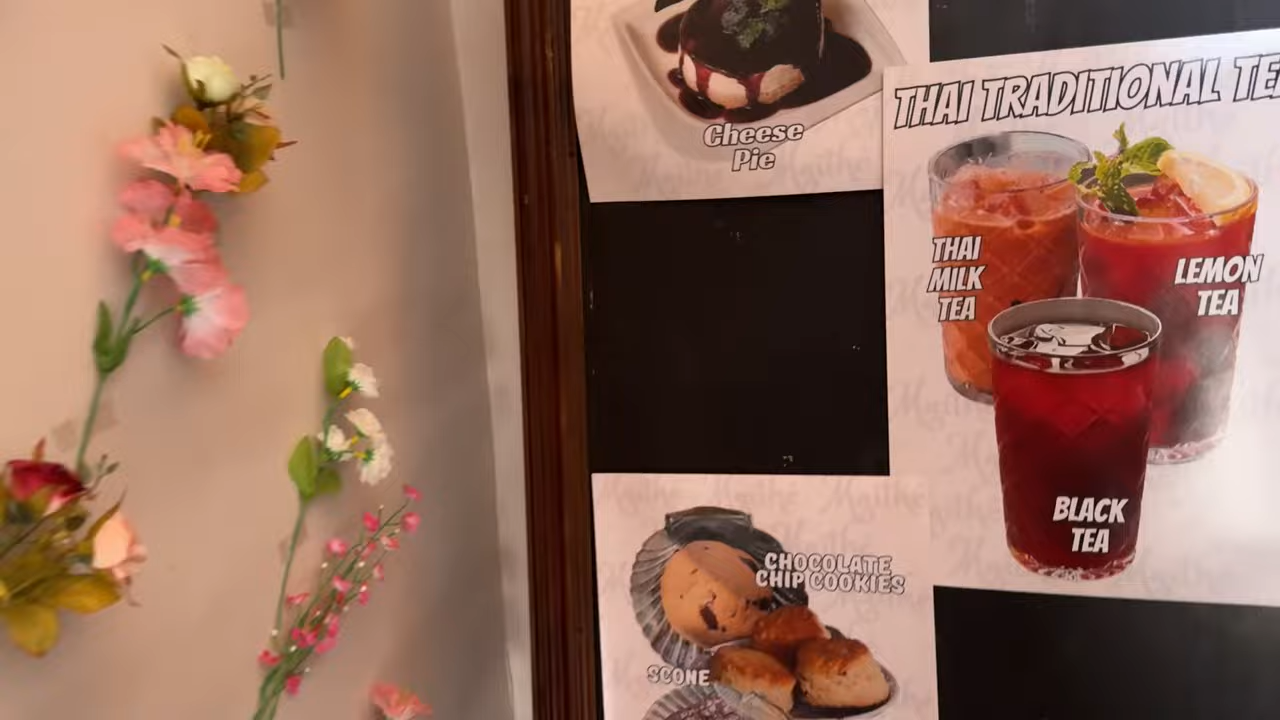 Cheese
Pie
THAI TRADITIONAL TE
THAI
MILK
TEA
LEMON
TEA
BLACK
TEA
CHOCOLATE
CHIP COOKIES
SCONE